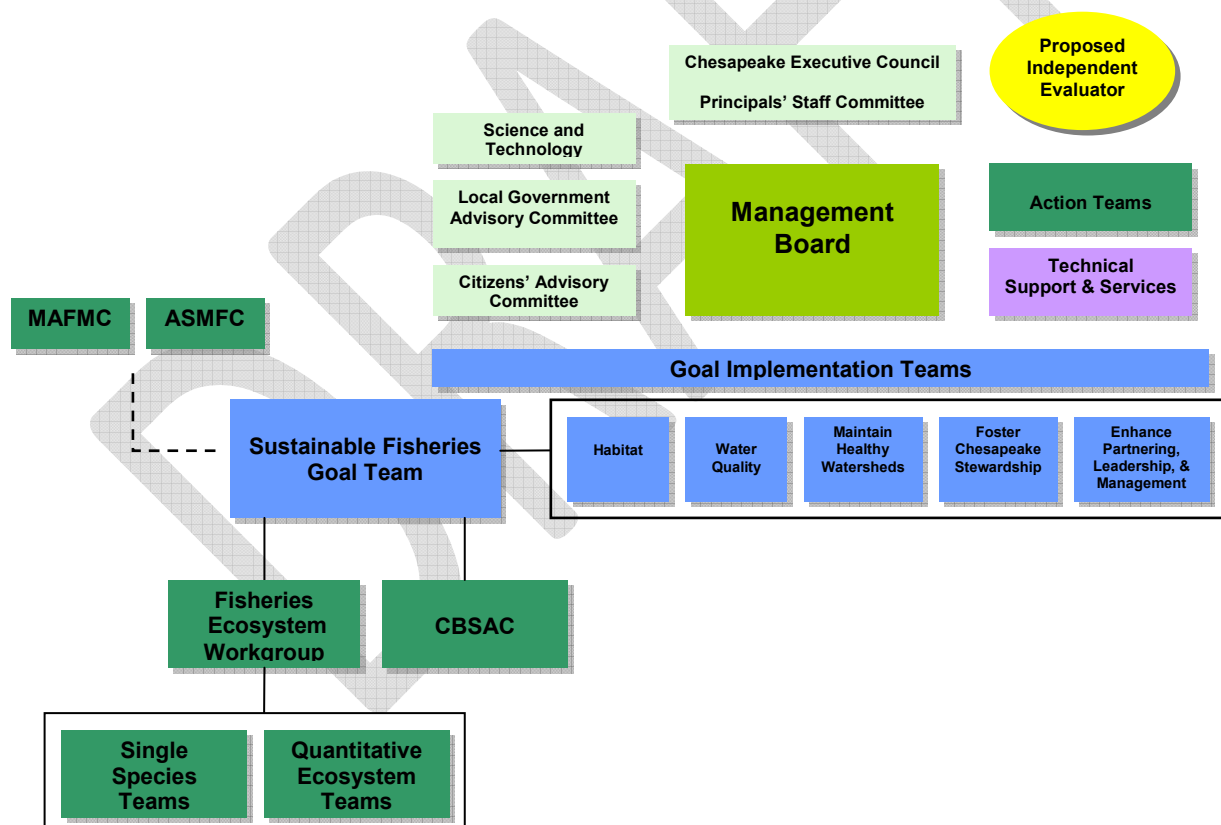 Chesapeake Executive Council
Principals' Staff Committee
Proposed
Independent
Evaluator
Science and
Technology
Local Government
Advisory Committee
Citizens' Advisory
Committee
Management
Board
Action Teams
Technical
Support & Services
MAFMC
ASMFC
Goal Implementation Teams
Sustainable Fisheries
Goal Team
Habitat
Water
Quality
Maintain
Healthy
Watersheds
Foster
Chesapeake
Stewardship
Enhance
Partnering,
Leadership, &
Management
Fisheries
Ecosystem
Workgroup
CBSAC
Single
Species
Teams
Quantitative
Ecosystem
Teams